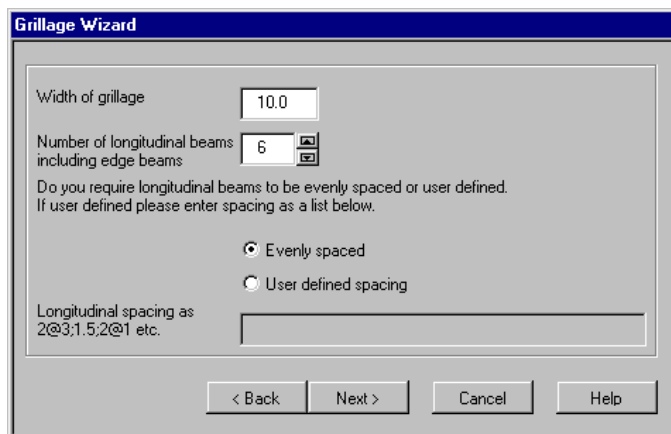 Grillage Wizard
Width of grillage
10.0
Number of longitudinal beams
including edge beams
6
Do you require longitudinal beams to be evenly spaced or user defined.
If user defined please enter spacing as a list below.
Evenly spaced
User defined spacing
Longitudinal spacing as
2@3;1.5;2@1 etc.
< Back
Next >
Cancel
Help